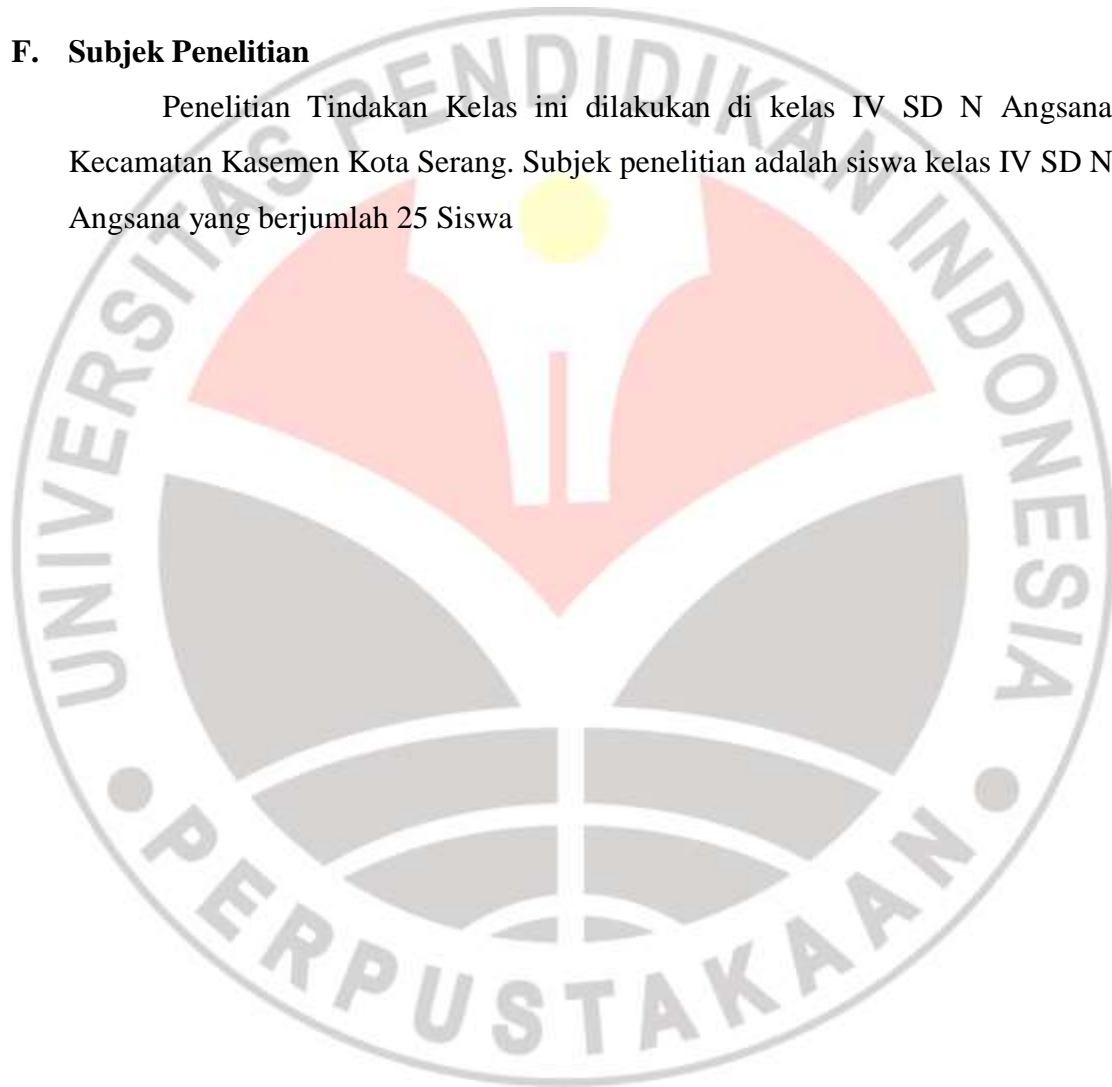 F. Subjek Penelitian
Penelitian Tindakan Kelas ini dilakukan di kelas IV SD N Angsana
Kecamatan Kasemen Kota Serang. Subjek penelitian adalah siswa kelas IV SD N
Angsana yang berjumlah 25 Siswa
UNIVERSITAS PENDIDIKAN INDONESIA
PERPUSTAKAAN